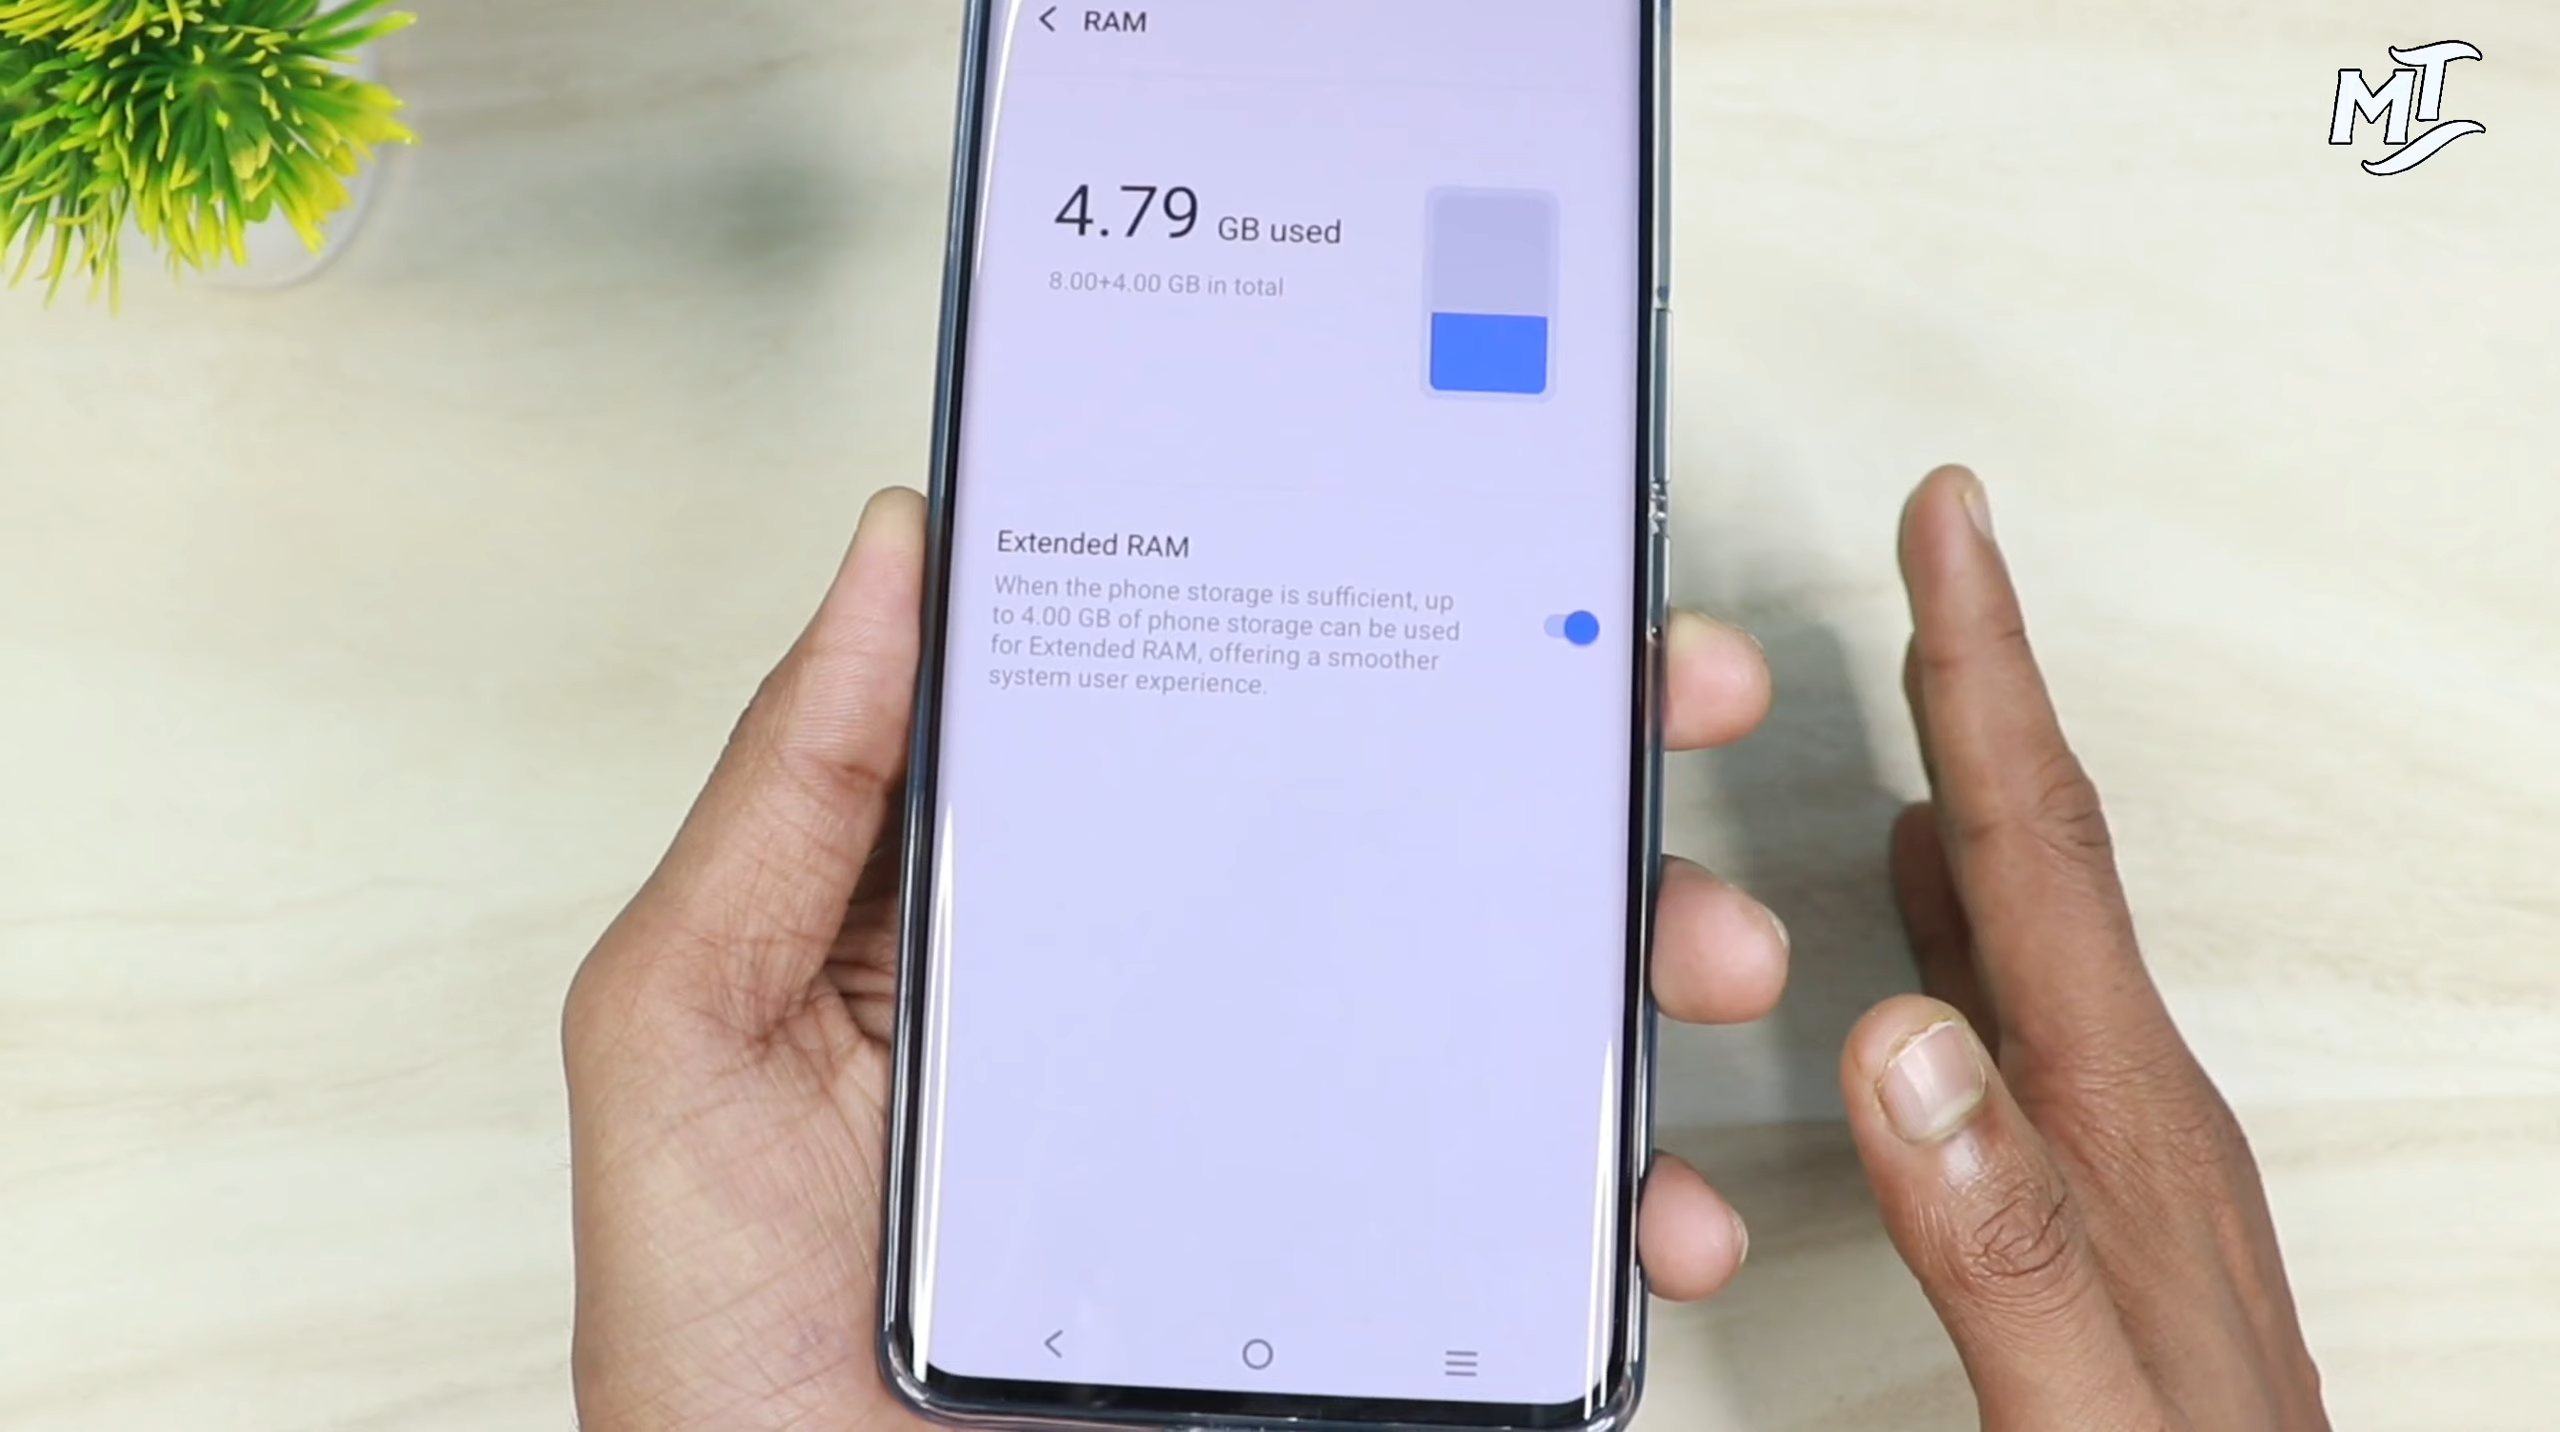 RAM
4.79 GB used
8.00+4.00 GB in total
Extended RAM
When the phone storage is sufficient, up
to 4.00 GB of phone storage can be used
for Extended RAM, offering a smoother
system user experience.
MT